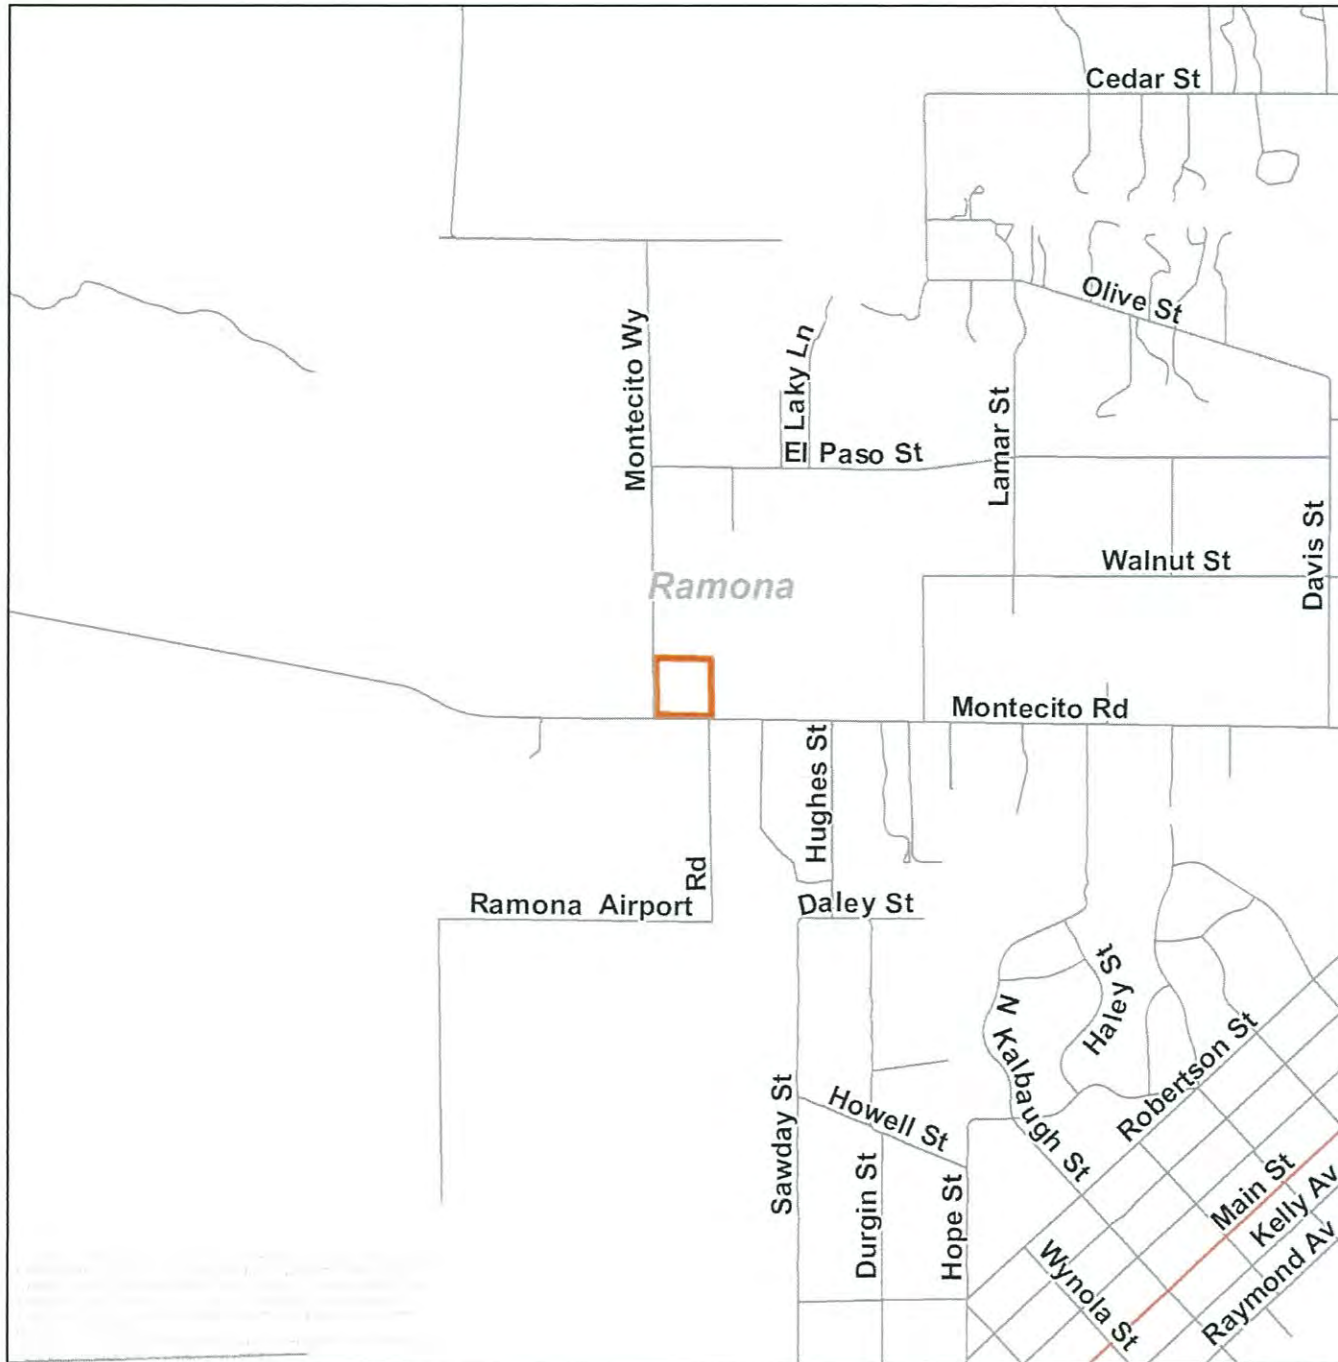 Cedar St
Olive St
Montecito Wy
El Laky Ln
El Paso St
Lamar St
Davis St
Walnut St
Ramona
Montecito Rd
Hughes St
Ramona Airport Rd
Daley St
Haley St
N Kalbaugh St
Robertson St
Sawday St
Howell St
Durgin St
Hope St
Main St
Kelly Av
Wynola St
Raymond Av